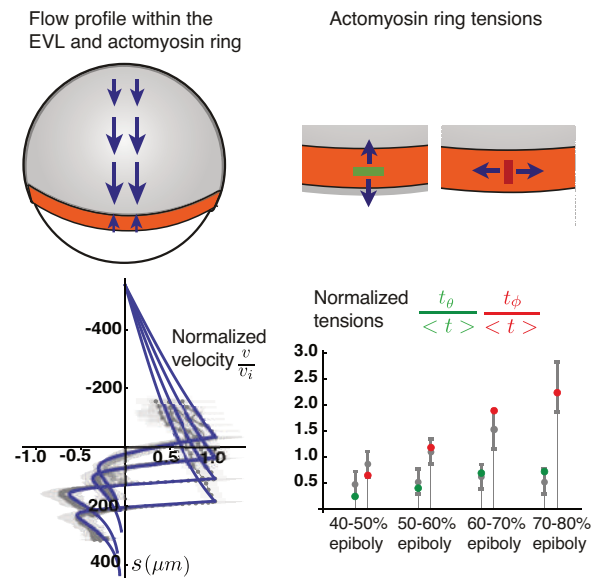 Flow profile within the
EVL and actomyosin ring
Actomyosin ring tensions
-400
-200
Normalized
velocity v/v_i
-1.0 -0.5 0.5 1.0
200
400
s(μm)
Normalized
tensions
t_θ/<t> t_ϕ/<t>
3.0
2.5
2.0
1.5
1.0
0.5
40-50% 50-60% 60-70% 70-80%
epiboly epiboly epiboly epiboly